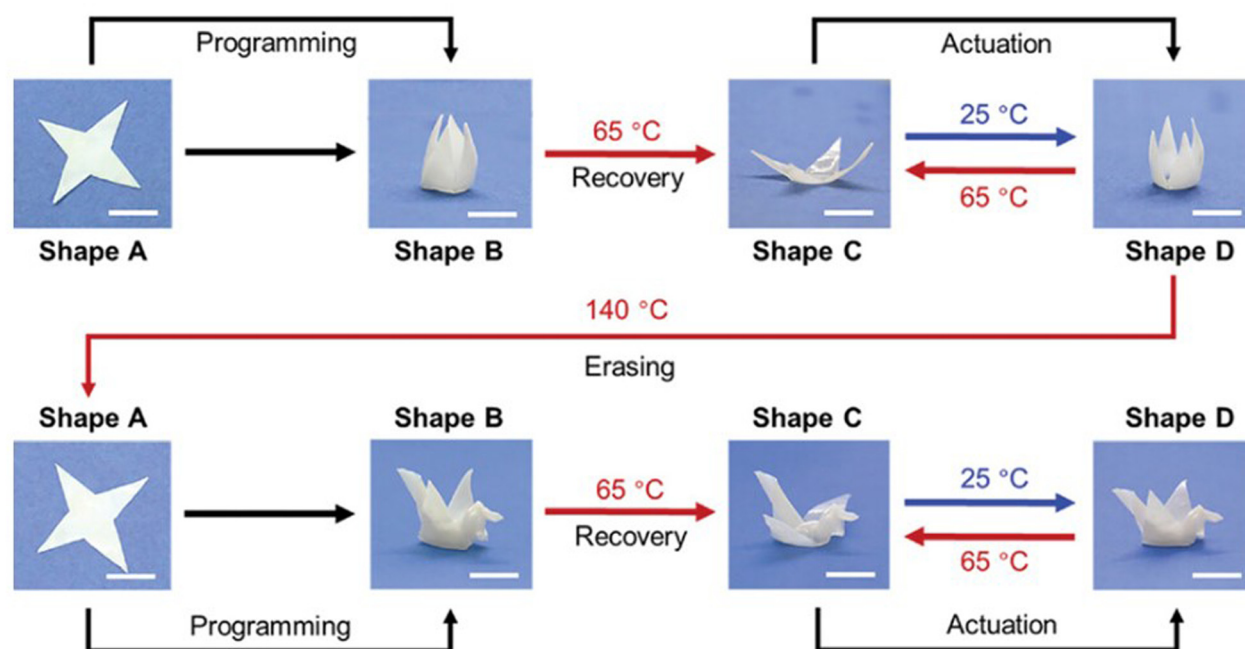 Programming
Actuation
65 °C
Recovery
25 °C
65 °C
Shape A
Shape B
Shape C
Shape D
140 °C
Erasing
Shape A
Shape B
Shape C
Shape D
65 °C
Recovery
25 °C
65 °C
Programming
Actuation